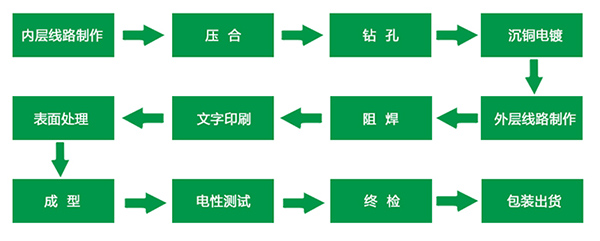 内层线路制作
压 合
钻 孔
沉铜电镀
外层线路制作
阻 焊
文字印刷
表面处理
成 型
电性测试
终 检
包装出货